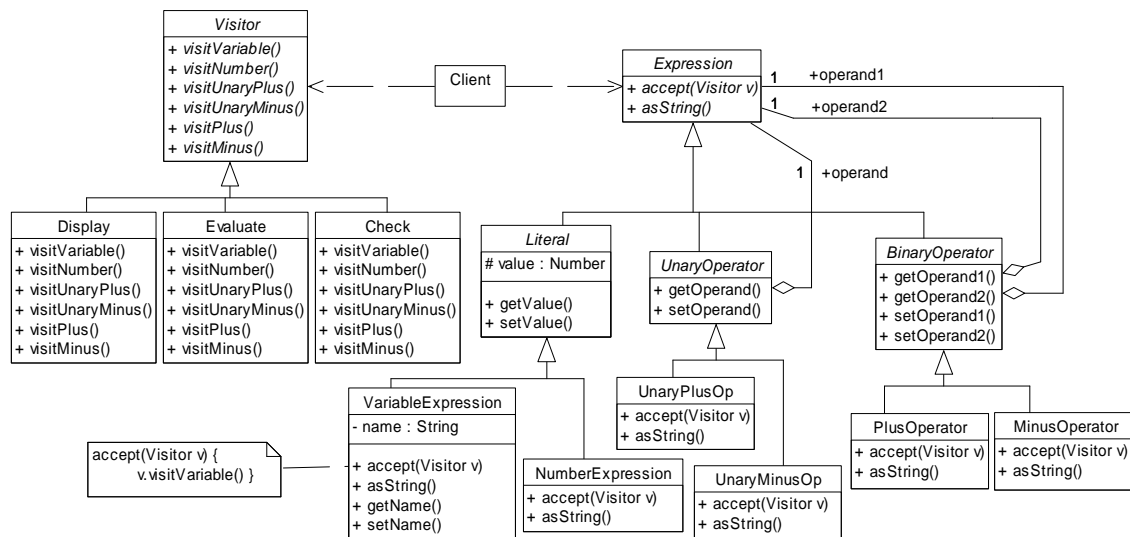 Visitor
+ visitVariable()
+ visitNumber()
+ visitUnaryPlus()
+ visitUnaryMinus()
+ visitPlus()
+ visitMinus()
Client
Expression
+ accept(Visitor v)
+ asString()
1
+operand1
1
+operand2
1
+operand
Display
+ visitVariable()
+ visitNumber()
+ visitUnaryPlus()
+ visitUnaryMinus()
+ visitPlus()
+ visitMinus()
Evaluate
+ visitVariable()
+ visitNumber()
+ visitUnaryPlus()
+ visitUnaryMinus()
+ visitPlus()
+ visitMinus()
Check
+ visitVariable()
+ visitNumber()
+ visitUnaryPlus()
+ visitUnaryMinus()
+ visitPlus()
+ visitMinus()
Literal
# value : Number
+ getValue()
+ setValue()
UnaryOperator
+ getOperand()
+ setOperand()
BinaryOperator
+ getOperand1()
+ getOperand2()
+ setOperand1()
+ setOperand2()
accept(Visitor v) {
v.visitVariable() }
VariableExpression
- name : String
+ accept(Visitor v)
+ asString()
+ getName()
+ setName()
NumberExpression
+ accept(Visitor v)
+ asString()
UnaryPlusOp
+ accept(Visitor v)
+ asString()
UnaryMinusOp
+ accept(Visitor v)
+ asString()
PlusOperator
+ accept(Visitor v)
+ asString()
MinusOperator
+ accept(Visitor v)
+ asString()